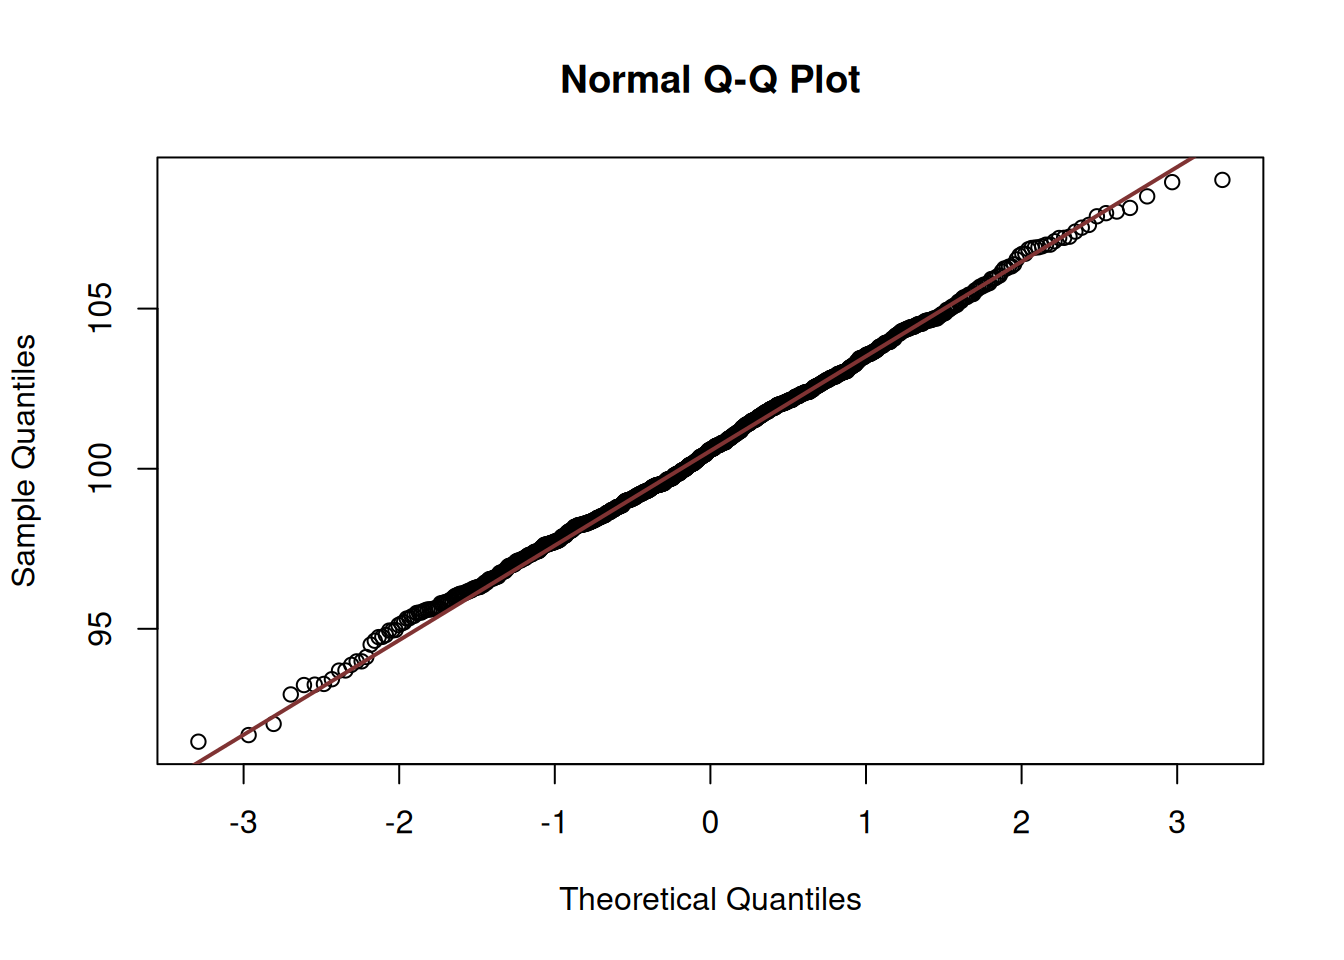 Normal Q-Q Plot
Sample Quantiles
105
100
95
-3 -2 -1 0 1 2 3
Theoretical Quantiles